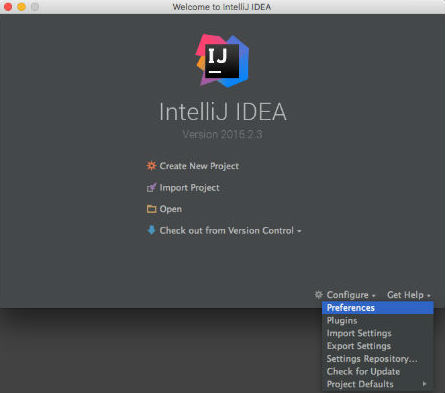 Welcome to IntelliJ IDEA
IJ
IntelliJ IDEA
Version 2016.2.3
Create New Project
Import Project
Open
Check out from Version Control
Configure Get Help
Preferences
Plugins
Import Settings
Export Settings
Settings Repository...
Check for Update
Project Defaults